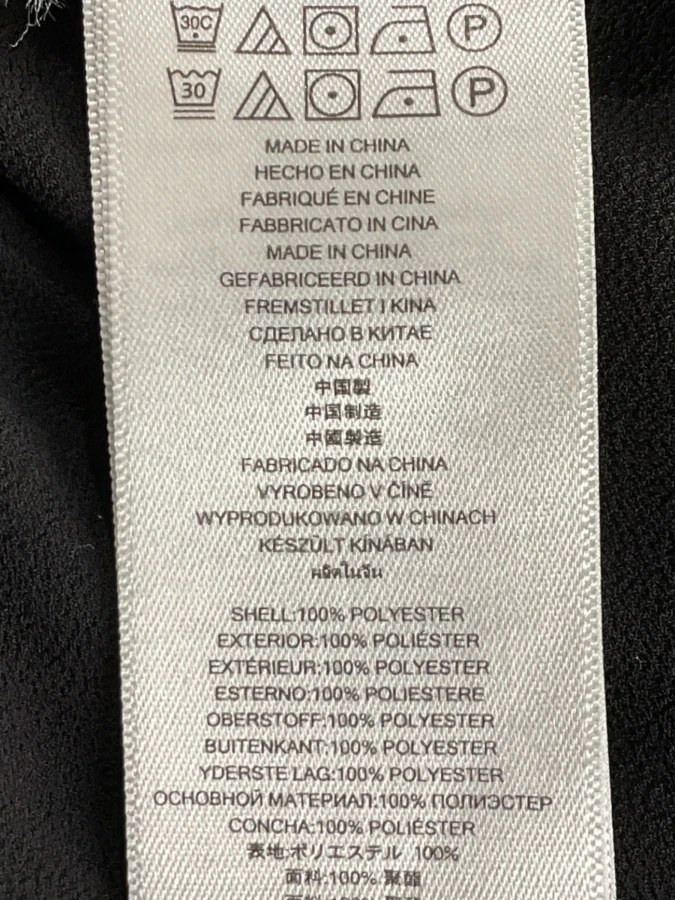 30C P
30 P
MADE IN CHINA
HECHO EN CHINA
FABRIQUÉ EN CHINE
FABBRICATO IN CINA
MADE IN CHINA
GEFABRICEERD IN CHINA
FREMSTILLET I KINA
СДЕЛАНО В КИТАЕ
FEITO NA CHINA
中国製
中国制造
中國製造
FABRICADO NA CHINA
VYROBENO V ČÍNĚ
WYPRODUKOWANO W CHINACH
KÉSZÜLT KÍNÁBAN
ผลิตในจีน
SHELL:100% POLYESTER
EXTERIOR:100% POLIÉSTER
EXTÉRIEUR:100% POLYESTER
ESTERNO:100% POLIESTERE
OBERSTOFF:100% POLYESTER
BUITENKANT:100% POLYESTER
YDERSTE LAG:100% POLYESTER
ОСНОВНОЙ МАТЕРИАЛ:100% ПОЛИЭСТЕР
CONCHA:100% POLIÉSTER
表地:ポリエステル 100%
面料:100% 聚酯